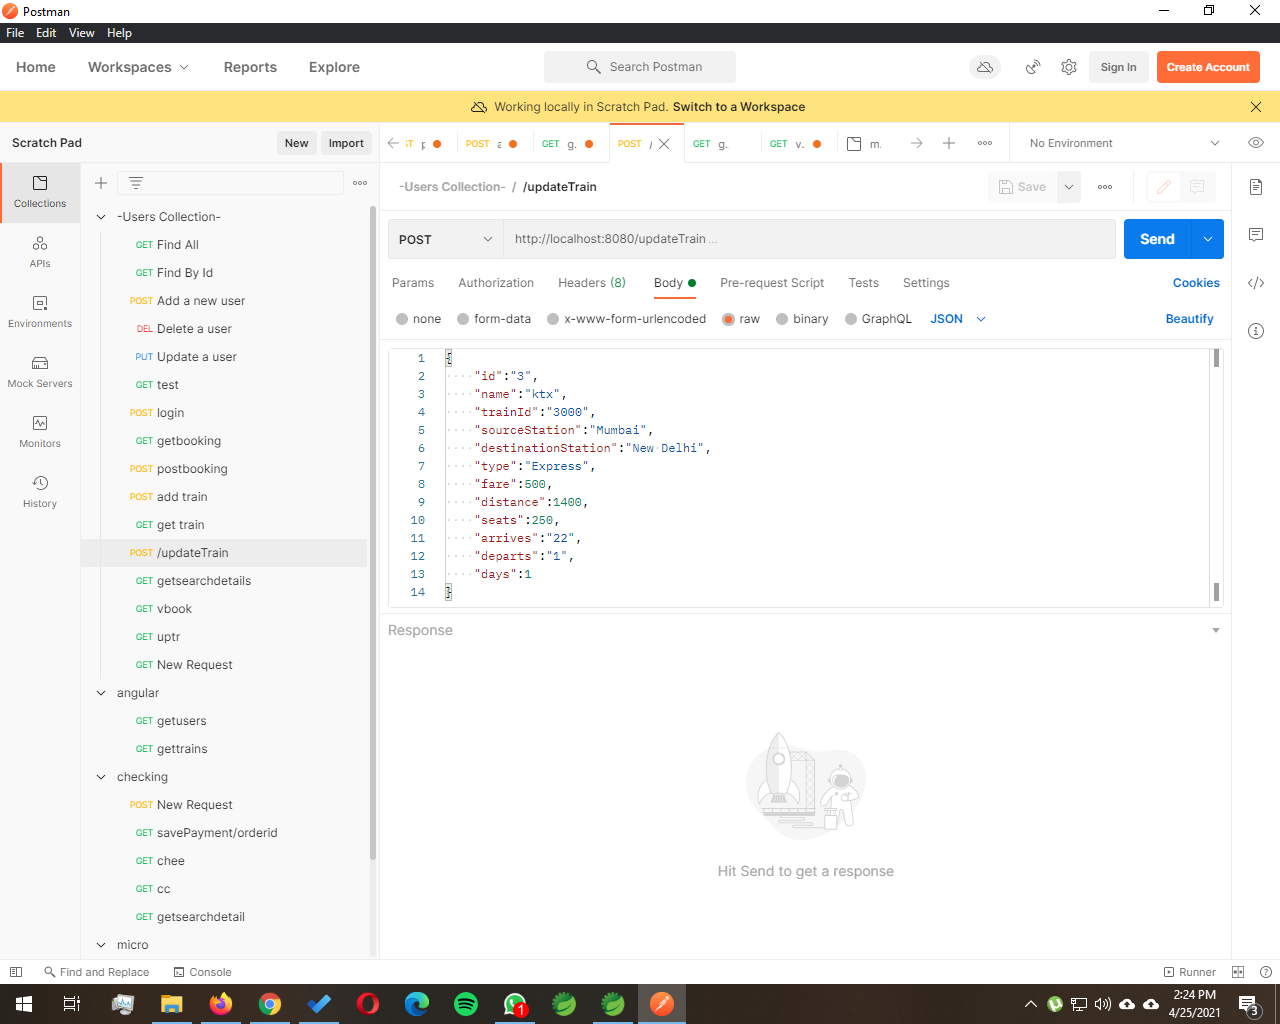 Postman
File Edit View Help
Home Workspaces Reports Explore Search Postman Sign In Create Account
Working locally in Scratch Pad. Switch to a Workspace
Scratch Pad New Import
POST GET g. POST / GET g. GET v. m. No Environment
Collections
APIs
Environments
Mock Servers
Monitors
History
-Users Collection-
GET Find All
GET Find By Id
POST Add a new user
DEL Delete a user
PUT Update a user
GET test
POST login
GET getbooking
POST postbooking
POST add train
GET get train
POST /updateTrain
GET getsearchdetails
GET vbook
GET uptr
GET New Request
angular
GET getusers
GET gettrains
checking
POST New Request
GET savePayment/orderid
GET chee
GET cc
GET getsearchdetail
micro
-Users Collection- / /updateTrain Save
POST http://localhost:8080/updateTrain ... Send
Params Authorization Headers (8) Body Pre-request Script Tests Settings Cookies
none form-data x-www-form-urlencoded raw binary GraphQL JSON Beautify
1 {
2 "id":"3",
3 "name":"ktx",
4 "trainId":"3000",
5 "sourceStation":"Mumbai",
6 "destinationStation":"New Delhi",
7 "type":"Express",
8 "fare":500,
9 "distance":1400,
10 "seats":250,
11 "arrives":"22",
12 "departs":"1",
13 "days":1
14 }
Response
Hit Send to get a response
Find and Replace Console Runner
1
2:24 PM
4/25/2021
3